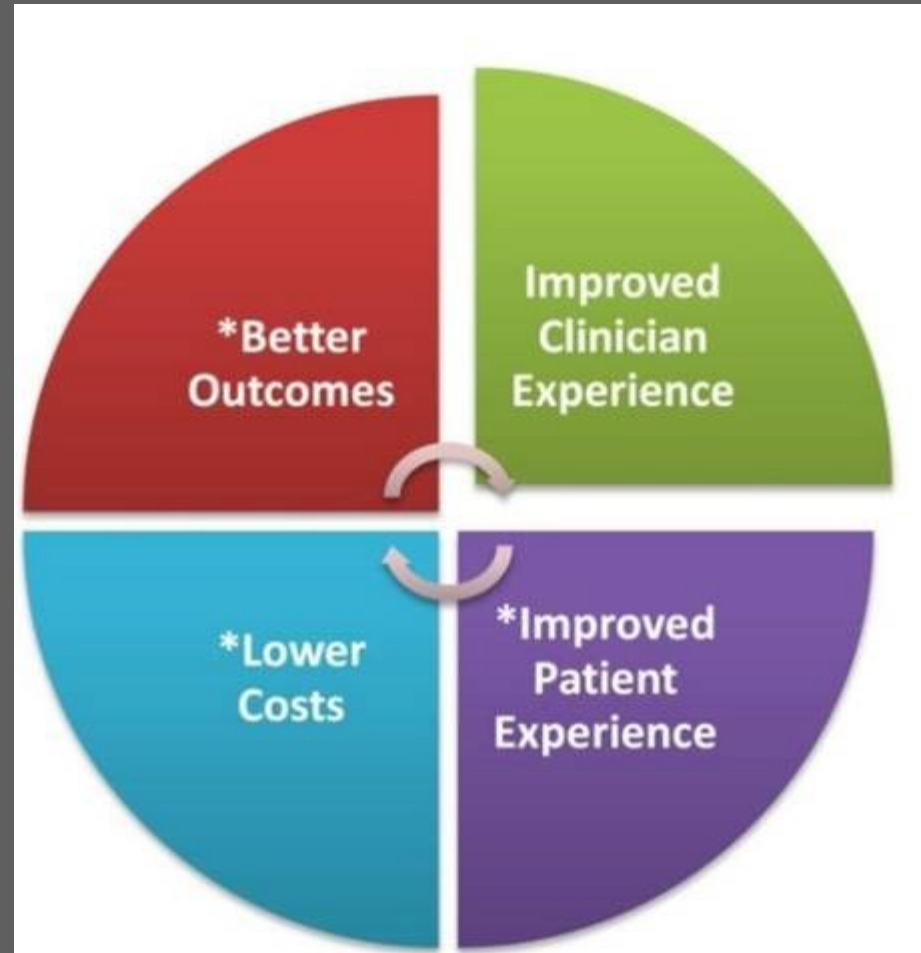 *Better
Outcomes
Improved
Clinician
Experience
*Lower
Costs
*Improved
Patient
Experience